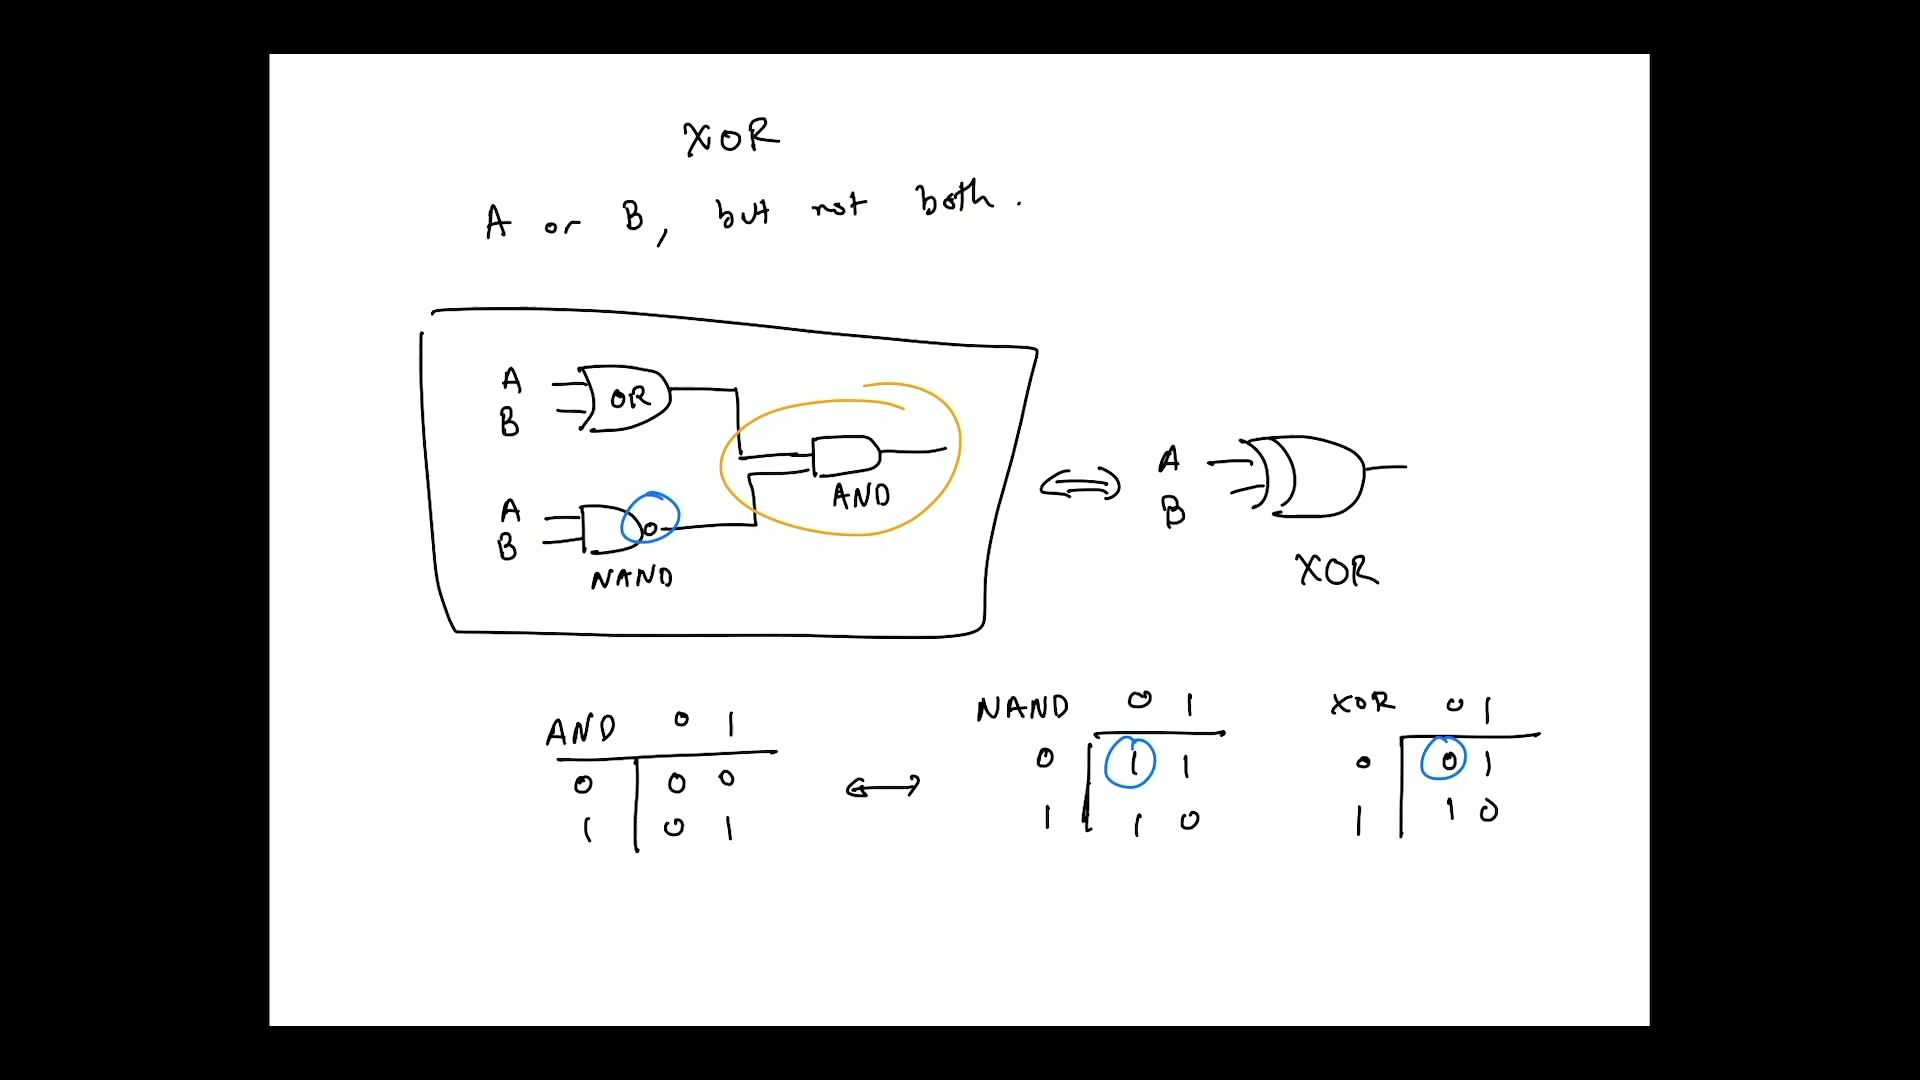 XOR
A or B, but not both.
A
B
OR
A
B
NAND
AND
A
B
XOR
AND 0 1
0 0 0
1 0 1
NAND 0 1
0 1 1
1 1 0
XOR 0 1
0 0 1
1 1 0